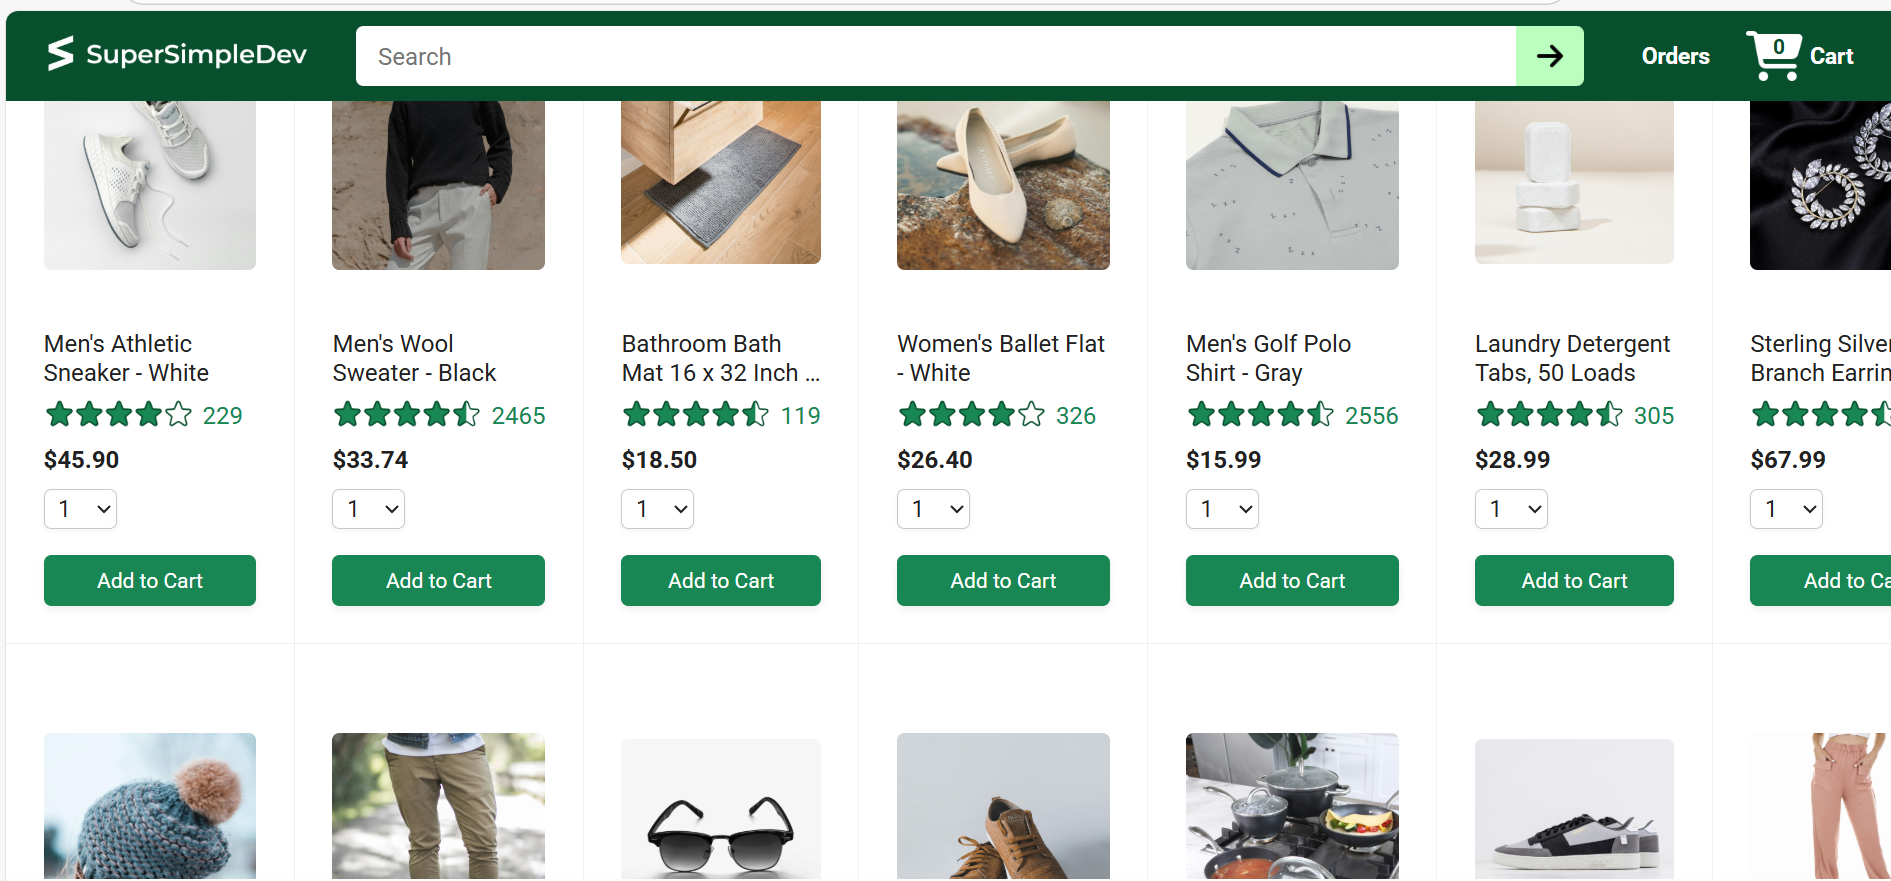 SuperSimpleDev
Search
Orders
0
Cart
Men's Athletic
Sneaker - White
229
$45.90
1
Add to Cart
Men's Wool
Sweater - Black
2465
$33.74
1
Add to Cart
Bathroom Bath
Mat 16 x 32 Inch ...
119
$18.50
1
Add to Cart
Women's Ballet Flat
- White
326
$26.40
1
Add to Cart
Men's Golf Polo
Shirt - Gray
2556
$15.99
1
Add to Cart
Laundry Detergent
Tabs, 50 Loads
305
$28.99
1
Add to Cart
Sterling Silver
Branch Earrin
$67.99
1
Add to Ca